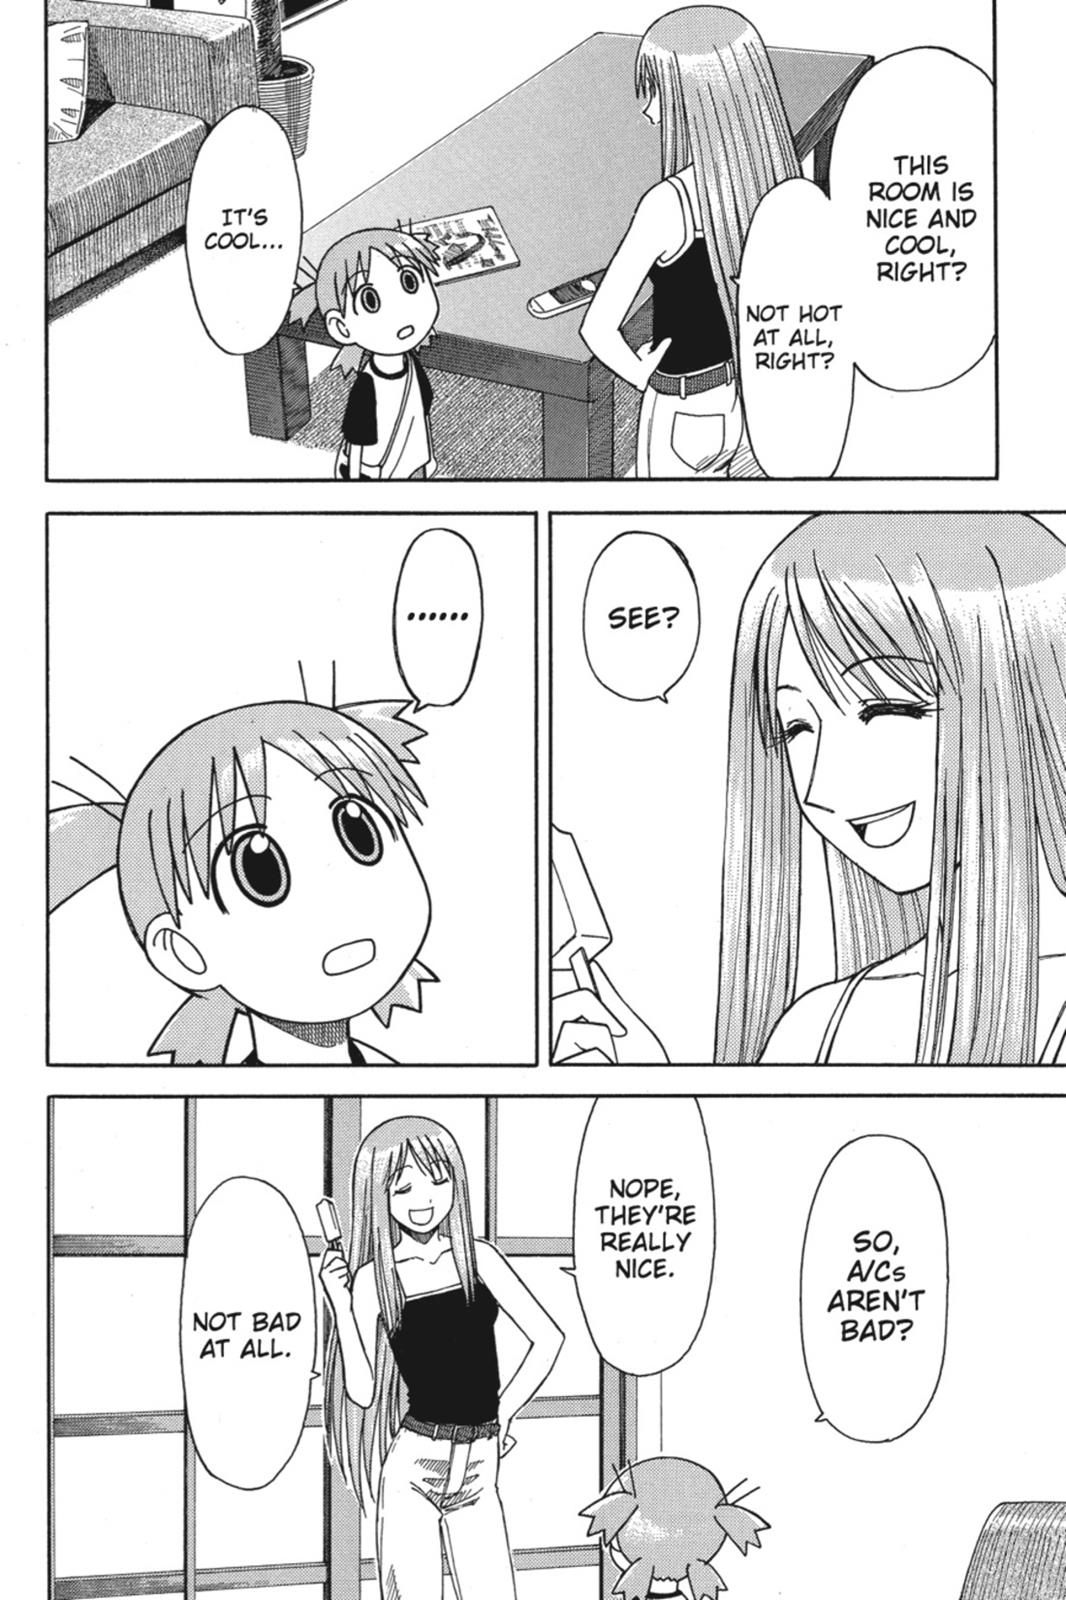 THIS
ROOM IS
NICE AND
COOL,
RIGHT?
NOT HOT
AT ALL,
RIGHT?
IT'S
COOL...
SEE?
......
SO,
A/Cs
AREN'T
BAD?
NOPE,
THEY'RE
REALLY
NICE.
NOT BAD
AT ALL.